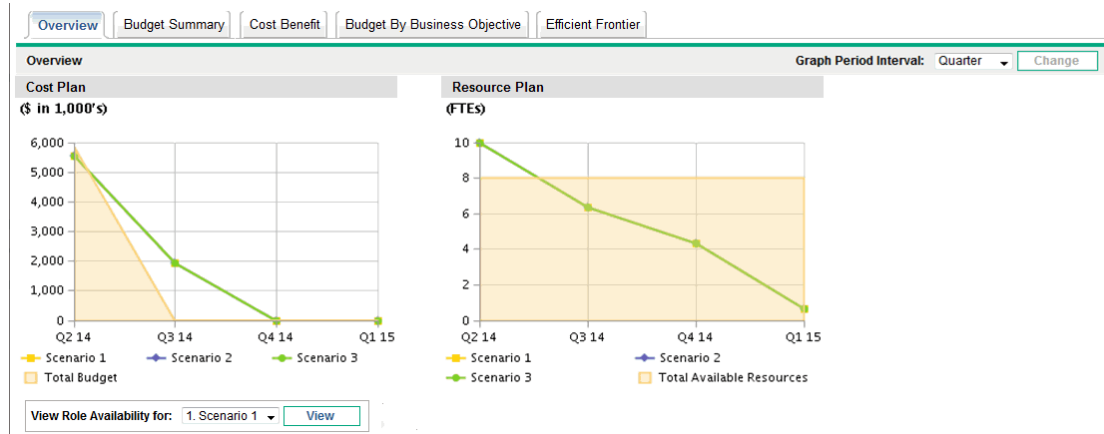 Overview Budget Summary Cost Benefit Budget By Business Objective Efficient Frontier
Overview Graph Period Interval: Quarter Change
Cost Plan
($ in 1,000's)
6,000
5,000
4,000
3,000
2,000
1,000
0
Q2 14 Q3 14 Q4 14 Q1 15
Scenario 1 Scenario 2 Scenario 3
Total Budget
Resource Plan
(FTEs)
10
8
6
4
2
0
Q2 14 Q3 14 Q4 14 Q1 15
Scenario 1 Scenario 2
Scenario 3 Total Available Resources
View Role Availability for: 1. Scenario 1 View